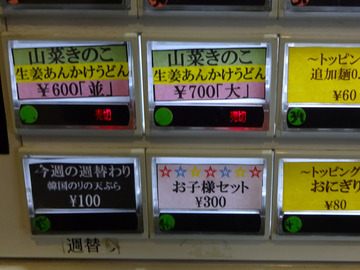 山菜きのこ
生姜あんかけうどん
￥600「並」
売切
山菜きのこ
生姜あんかけうどん
￥700「大」
売切
～トッピン
追加麺0.
￥60
今週の週替わり
韓国のりの天ぷら
￥100
☆☆☆☆☆☆☆
お子様セット
￥300
～トッピング
おにぎり
￥80
週替